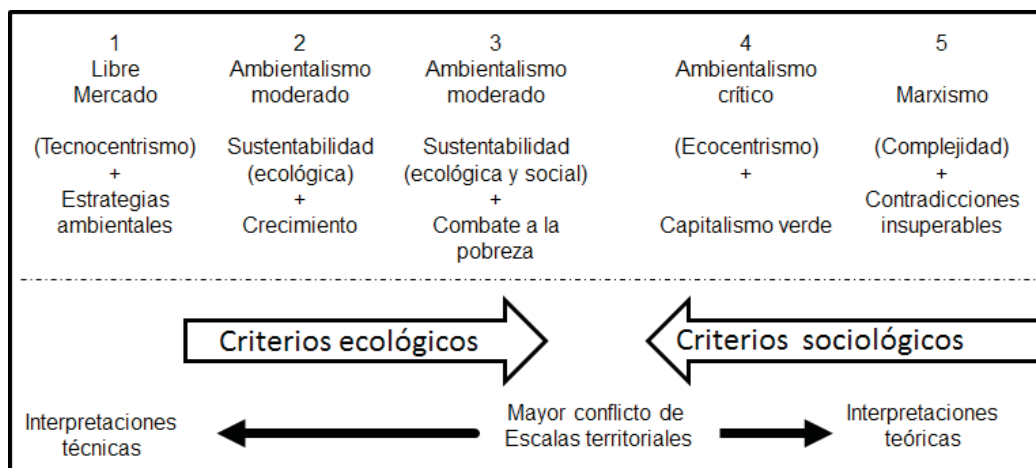 1
Libre
Mercado
(Tecnocentrismo)
+
Estrategias
ambientales
2
Ambientalismo
moderado
Sustentabilidad
(ecológica)
+
Crecimiento
3
Ambientalismo
moderado
Sustentabilidad
(ecológica y social)
+
Combate a la
pobreza
4
Ambientalismo
crítico
(Ecocentrismo)
+
Capitalismo verde
5
Marxismo
(Complejidad)
+
Contradicciones
insuperables
Criterios ecológicos
Criterios sociológicos
Interpretaciones
técnicas
Mayor conflicto de
Escalas territoriales
Interpretaciones
teóricas